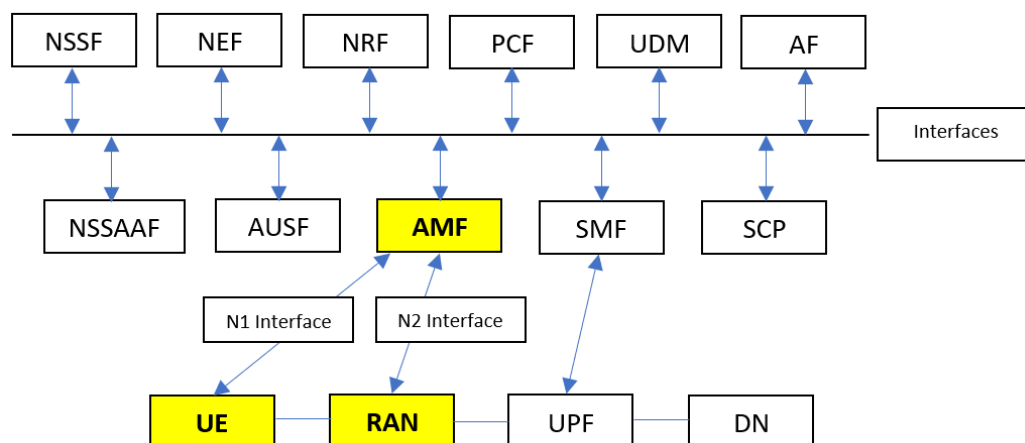 NSSF
NEF
NRF
PCF
UDM
AF
Interfaces
NSSAAF
AUSF
AMF
SMF
SCP
N1 Interface
N2 Interface
UE
RAN
UPF
DN